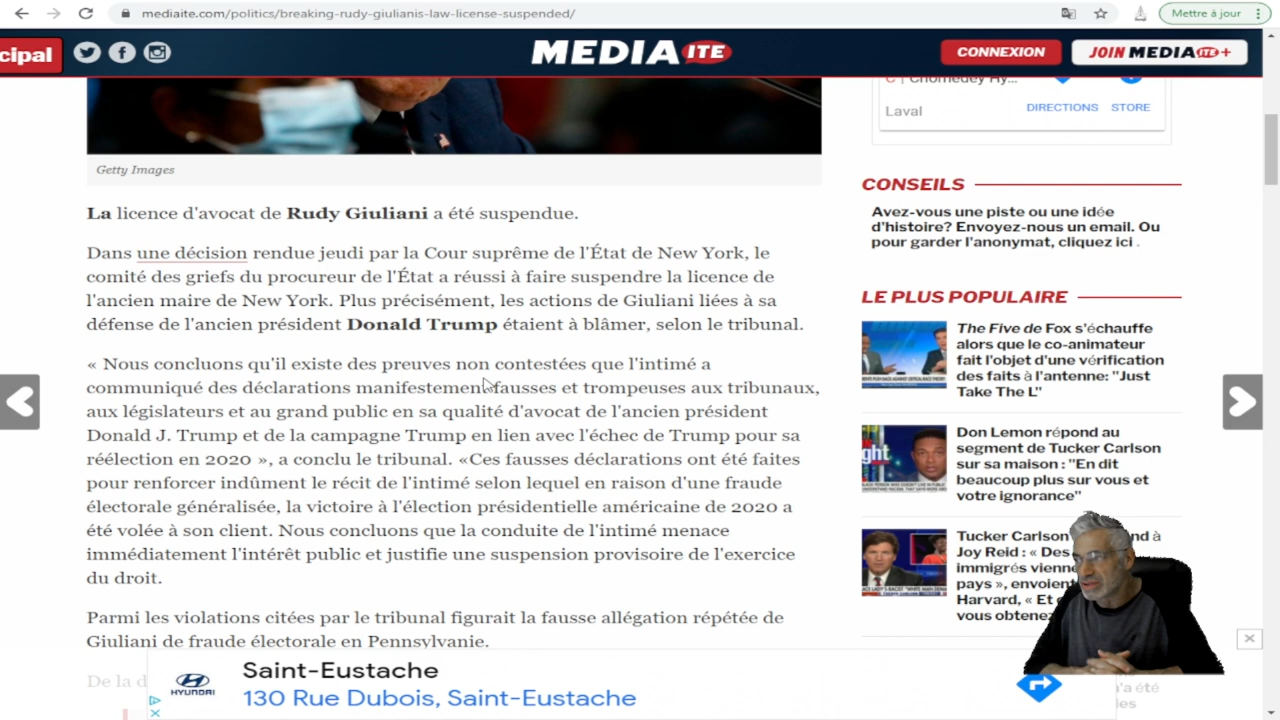 mediaite.com/politics/breaking-rudy-giulianis-law-license-suspended/
Mettre à jour
cipal
MEDIAITE
CONNEXION
JOIN MEDIAITE+
Getty Images
La licence d'avocat de Rudy Giuliani a été suspendue.
Dans une décision rendue jeudi par la Cour suprême de l'État de New York, le
comité des griefs du procureur de l'État a réussi à faire suspendre la licence de
l'ancien maire de New York. Plus précisément, les actions de Giuliani liées à sa
défense de l'ancien président Donald Trump étaient à blâmer, selon le tribunal.
« Nous concluons qu'il existe des preuves non contestées que l'intimé a
communiqué des déclarations manifestement fausses et trompeuses aux tribunaux,
aux législateurs et au grand public en sa qualité d'avocat de l'ancien président
Donald J. Trump et de la campagne Trump en lien avec l'échec de Trump pour sa
réélection en 2020 », a conclu le tribunal. «Ces fausses déclarations ont été faites
pour renforcer indûment le récit de l'intimé selon lequel en raison d'une fraude
électorale généralisée, la victoire à l'élection présidentielle américaine de 2020 a
été volée à son client. Nous concluons que la conduite de l'intimé menace
immédiatement l'intérêt public et justifie une suspension provisoire de l'exercice
du droit.
Parmi les violations citées par le tribunal figurait la fausse allégation répétée de
Giuliani de fraude électorale en Pennsylvanie.
De la d
C | Chomedey Hy...
Laval
DIRECTIONS
STORE
CONSEILS
Avez-vous une piste ou une idée
d'histoire? Envoyez-nous un email. Ou
pour garder l'anonymat, cliquez ici .
LE PLUS POPULAIRE
The Five de Fox s'échauffe
alors que le co-animateur
fait l'objet d'une vérification
des faits à l'antenne: "Just
Take The L"
Don Lemon répond au
segment de Tucker Carlson
sur sa maison : "En dit
beaucoup plus sur vous et
votre ignorance"
ght
Tucker Carlson nd à
Joy Reid : « Des
immigrés vienne
pays », envoient
Harvard, « Et
vous obtene
'a été
les
HYUNDAI
Saint-Eustache
130 Rue Dubois, Saint-Eustache